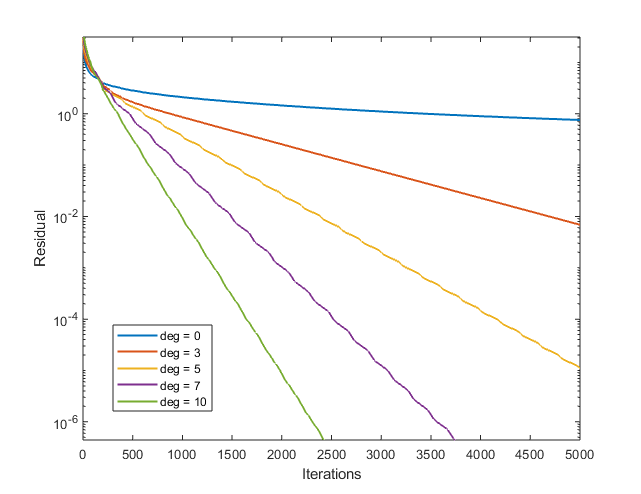 10^0
10^-2
10^-4
10^-6
Residual
deg = 0
deg = 3
deg = 5
deg = 7
deg = 10
0 500 1000 1500 2000 2500 3000 3500 4000 4500 5000
Iterations